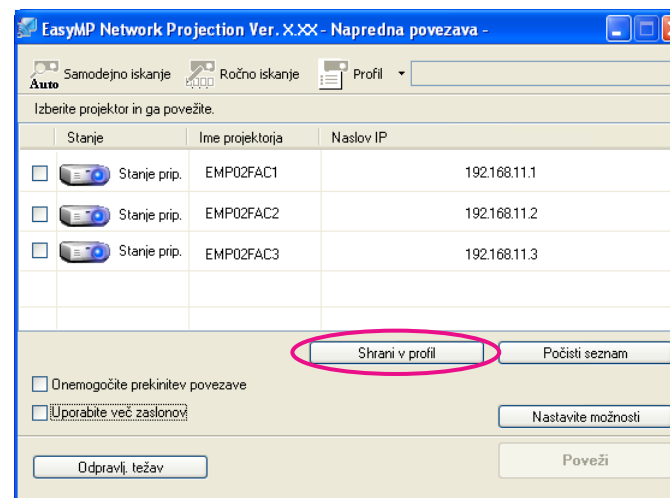 EasyMP Network Projection Ver. X.XX - Napredna povezava -
Auto Samodejno iskanje Ročno iskanje Profil
Izberite projektor in ga povežite.
Stanje Ime projektorja Naslov IP
Stanje prip. EMP02FAC1 192.168.11.1
Stanje prip. EMP02FAC2 192.168.11.2
Stanje prip. EMP02FAC3 192.168.11.3
Shrani v profil Počisti seznam
Onemogočite prekinitev povezave
Uporabite več zaslonov Nastavite možnosti
Odpravlj. težav Poveži